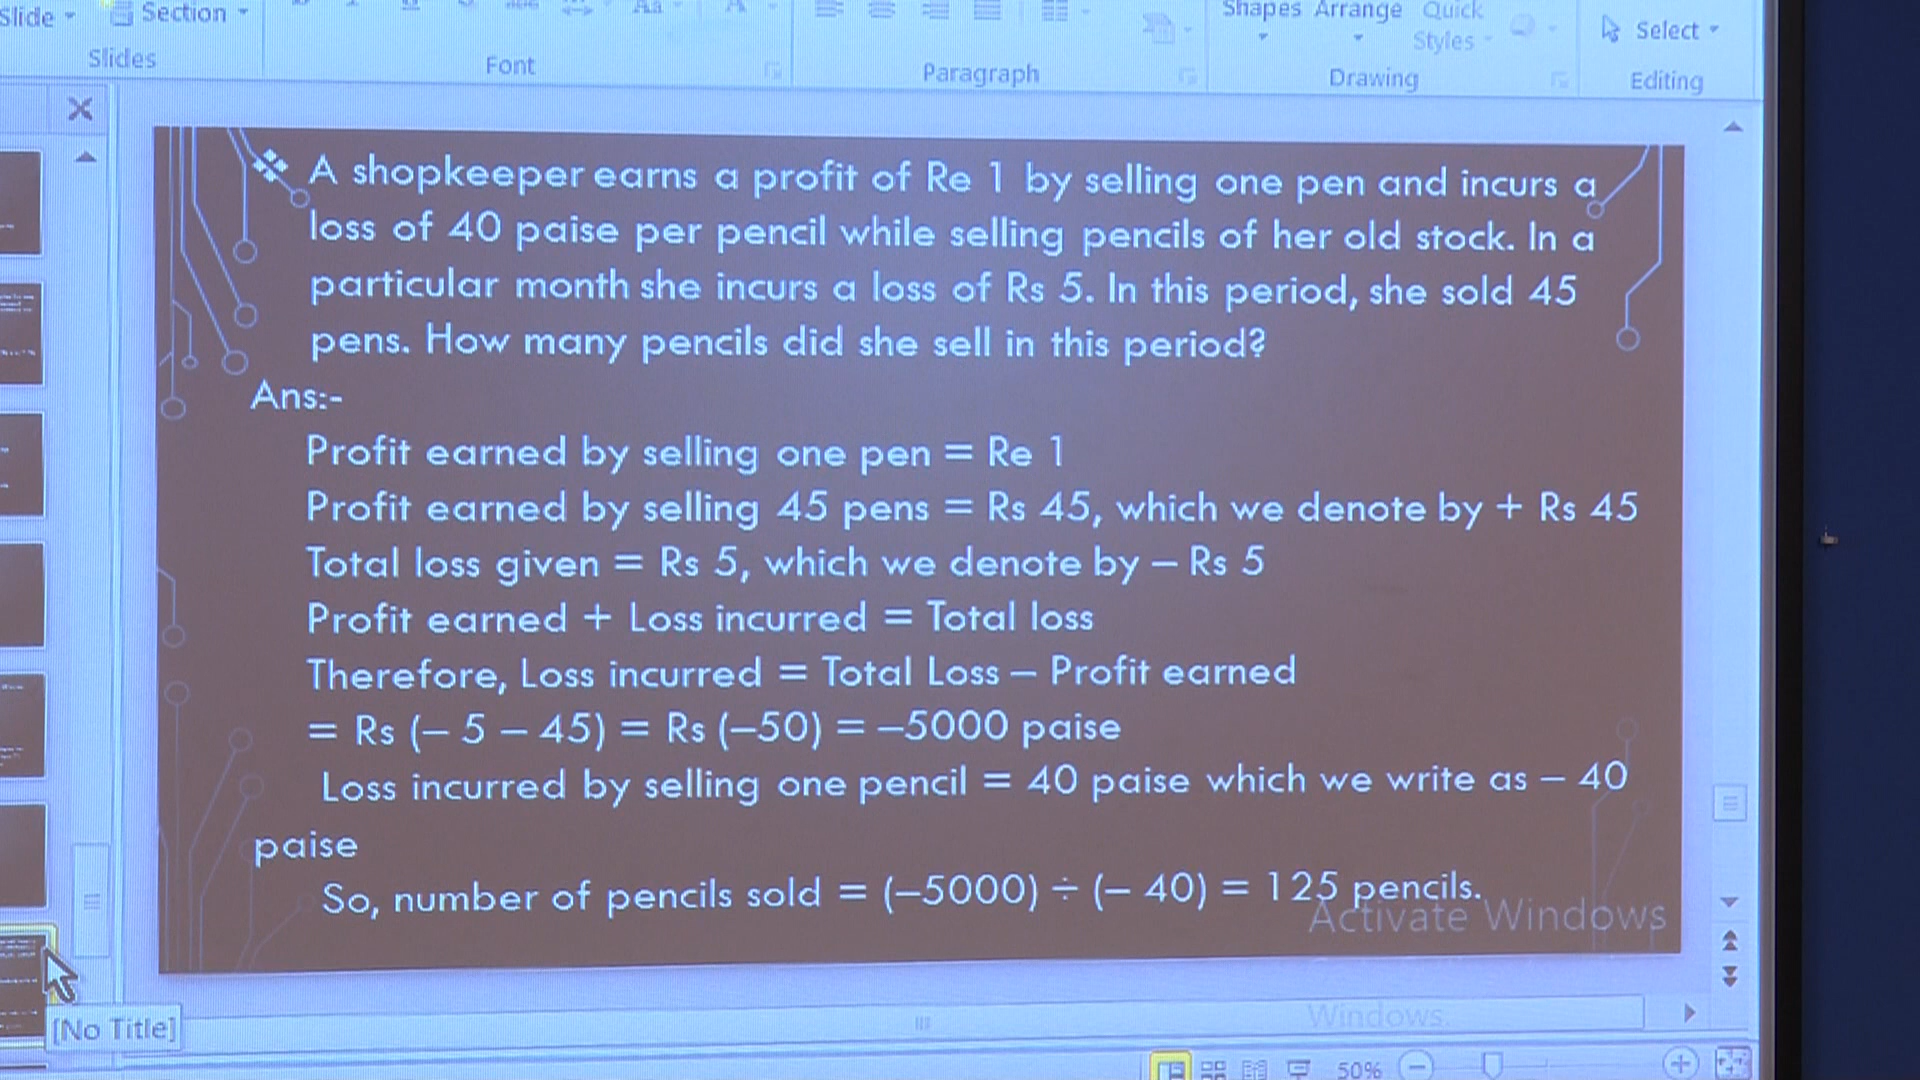 Slide
Section
Shapes Arrange Quick
Styles
Select
Slides
Font
Paragraph
Drawing
Editing
A shopkeeper earns a profit of Re 1 by selling one pen and incurs a
loss of 40 paise per pencil while selling pencils of her old stock. In a
particular month she incurs a loss of Rs 5. In this period, she sold 45
pens. How many pencils did she sell in this period?
Ans:-
Profit earned by selling one pen = Re 1
Profit earned by selling 45 pens = Rs 45, which we denote by + Rs 45
Total loss given = Rs 5, which we denote by – Rs 5
Profit earned + Loss incurred = Total loss
Therefore, Loss incurred = Total Loss – Profit earned
= Rs (– 5 – 45) = Rs (–50) = –5000 paise
Loss incurred by selling one pencil = 40 paise which we write as – 40
paise
So, number of pencils sold = (–5000) ÷ (– 40) = 125 pencils.
Activate Windows
Windows.
[No Title]
50%